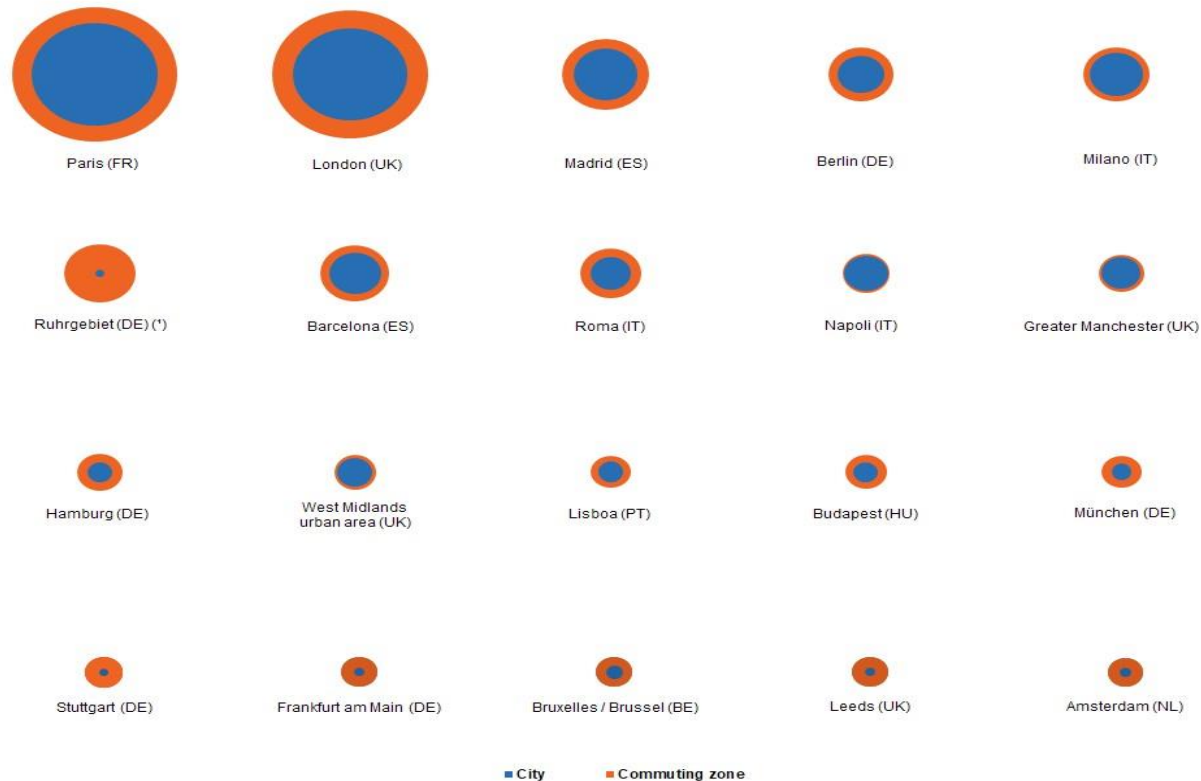 Paris (FR)
London (UK)
Madrid (ES)
Berlin (DE)
Milano (IT)
Ruhrgebiet (DE) (¹)
Barcelona (ES)
Roma (IT)
Napoli (IT)
Greater Manchester (UK)
Hamburg (DE)
West Midlands
urban area (UK)
Lisboa (PT)
Budapest (HU)
München (DE)
Stuttgart (DE)
Frankfurt am Main (DE)
Bruxelles / Brussel (BE)
Leeds (UK)
Amsterdam (NL)
City
Commuting zone